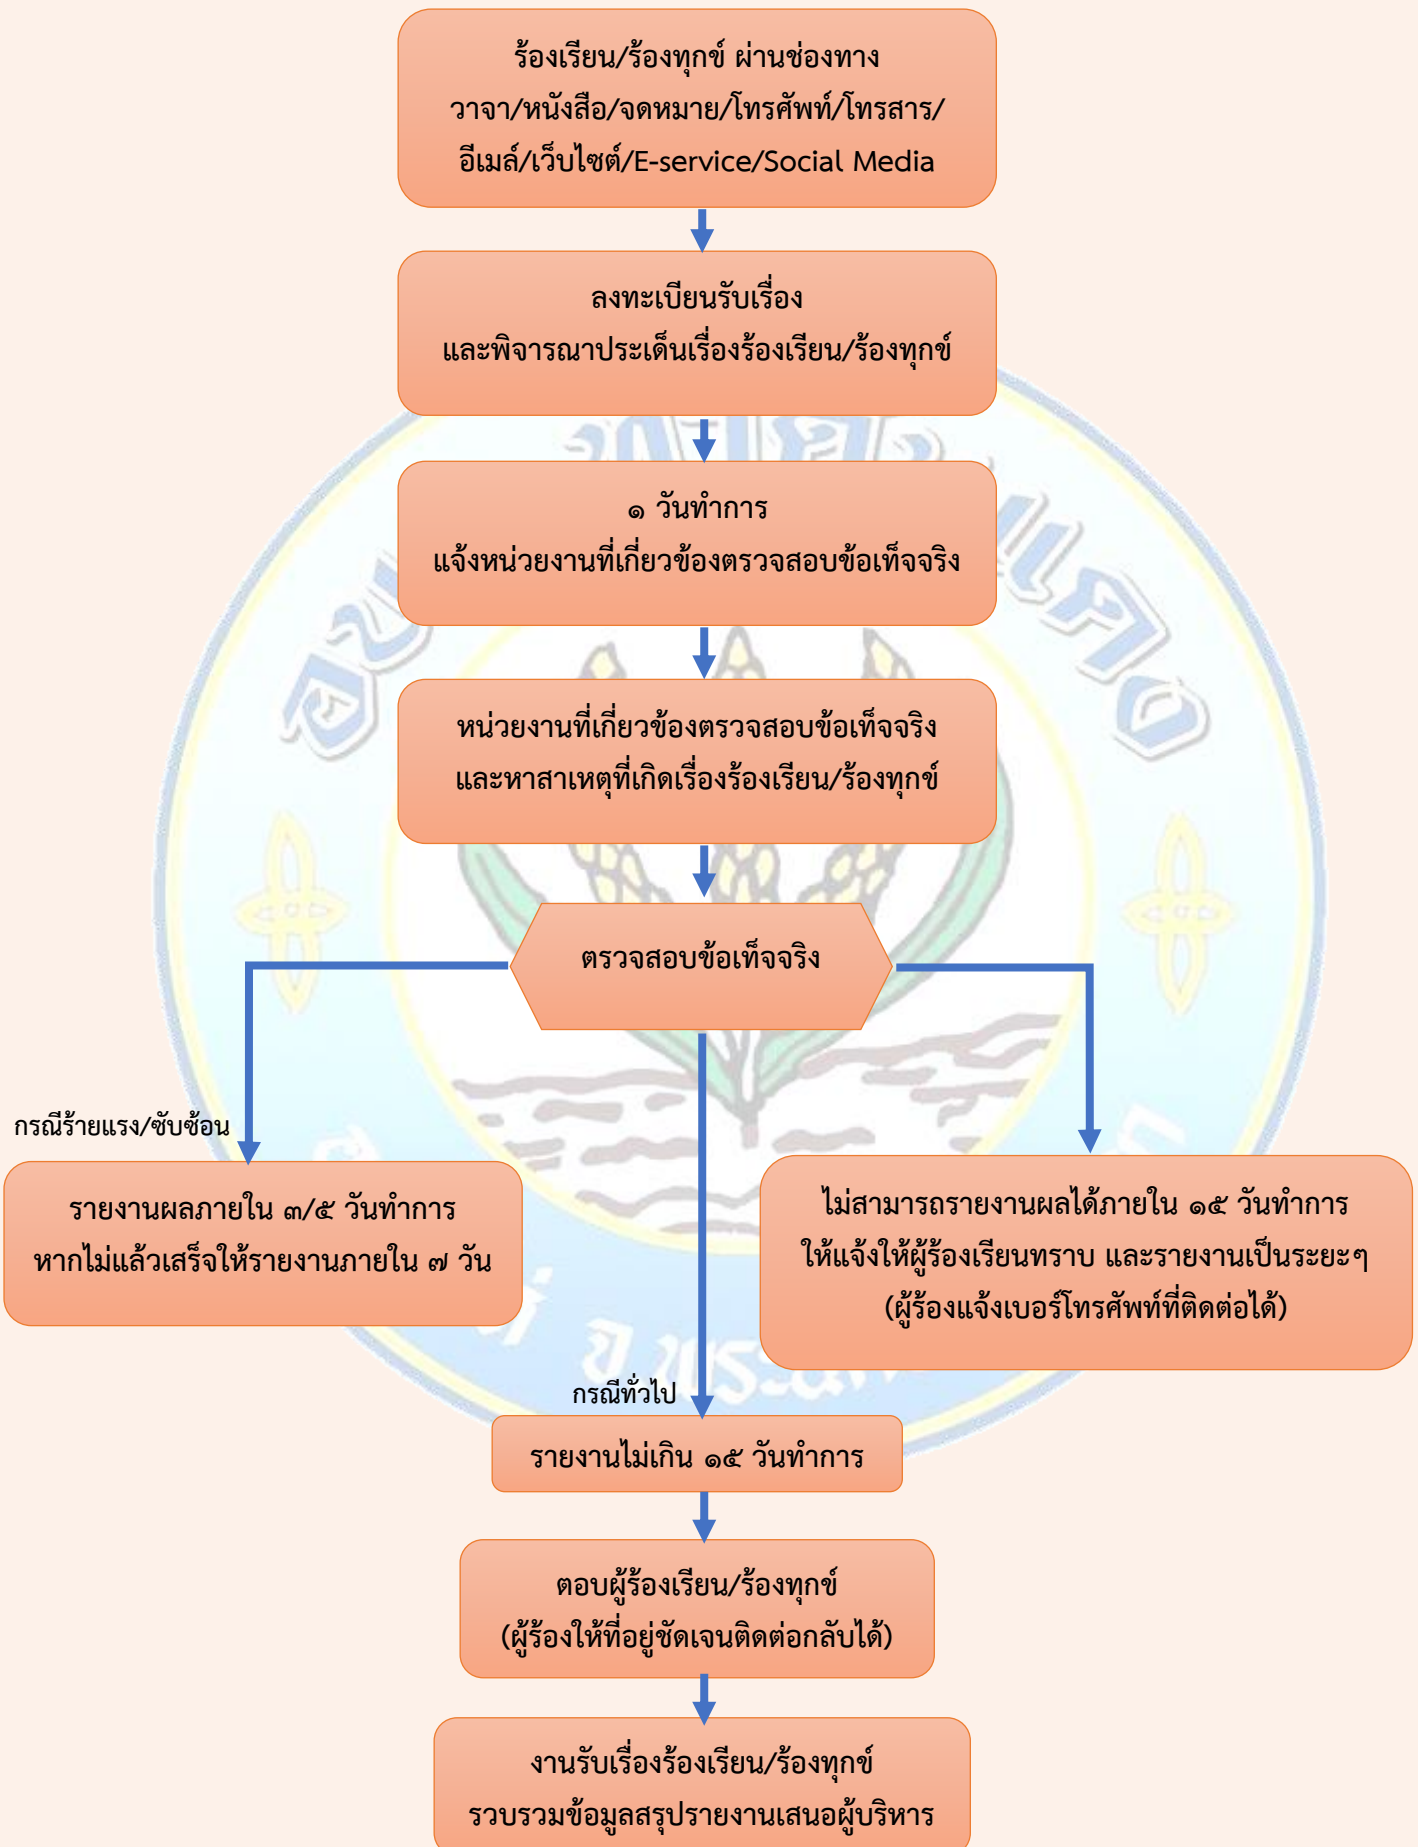 ร้องเรียน/ร้องทุกข์ ผ่านช่องทาง
วาจา/หนังสือ/จดหมาย/โทรศัพท์/โทรสาร/
อีเมล์/เว็บไซต์/E-service/Social Media
ลงทะเบียนรับเรื่อง
และพิจารณาประเด็นเรื่องร้องเรียน/ร้องทุกข์
๑ วันทำการ
แจ้งหน่วยงานที่เกี่ยวข้องตรวจสอบข้อเท็จจริง
หน่วยงานที่เกี่ยวข้องตรวจสอบข้อเท็จจริง
และหาสาเหตุที่เกิดเรื่องร้องเรียน/ร้องทุกข์
ตรวจสอบข้อเท็จจริง
กรณีร้ายแรง/ซับซ้อน
รายงานผลภายใน ๓/๕ วันทำการ
หากไม่แล้วเสร็จให้รายงานภายใน ๗ วัน
ไม่สามารถรายงานผลได้ภายใน ๑๕ วันทำการ
ให้แจ้งให้ผู้ร้องเรียนทราบ และรายงานเป็นระยะๆ
(ผู้ร้องแจ้งเบอร์โทรศัพท์ที่ติดต่อได้)
กรณีทั่วไป
รายงานไม่เกิน ๑๕ วันทำการ
ตอบผู้ร้องเรียน/ร้องทุกข์
(ผู้ร้องให้ที่อยู่ชัดเจนติดต่อกลับได้)
งานรับเรื่องร้องเรียน/ร้องทุกข์
รวบรวมข้อมูลสรุปรายงานเสนอผู้บริหาร